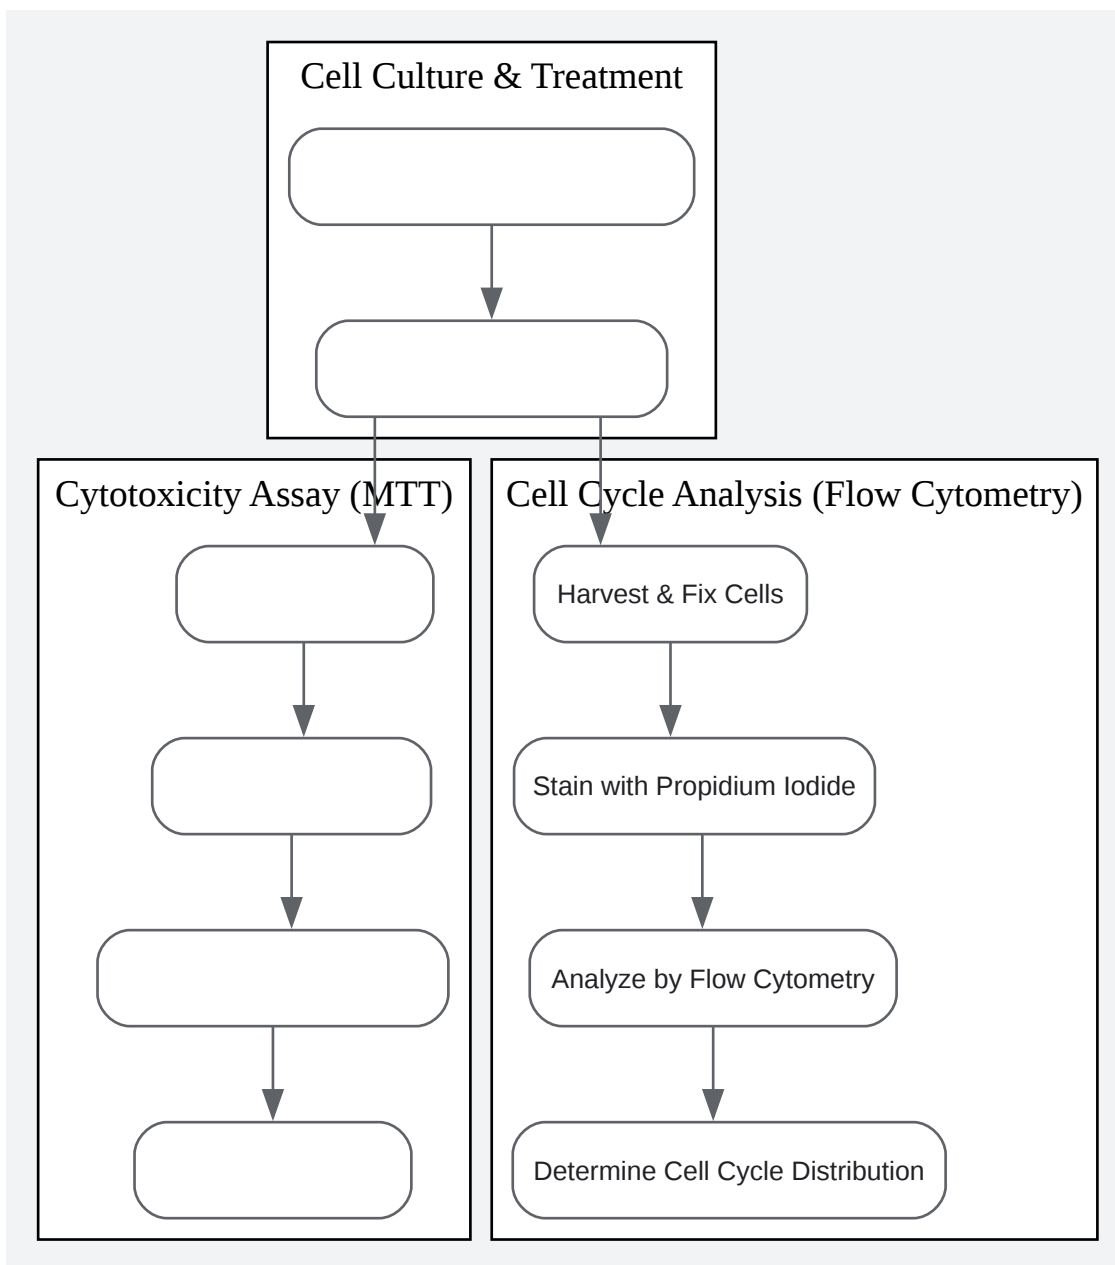 Cell Culture & Treatment
Cytotoxicity Assay (MTT)
Cell Cycle Analysis (Flow Cytometry)
Harvest & Fix Cells
Stain with Propidium Iodide
Analyze by Flow Cytometry
Determine Cell Cycle Distribution